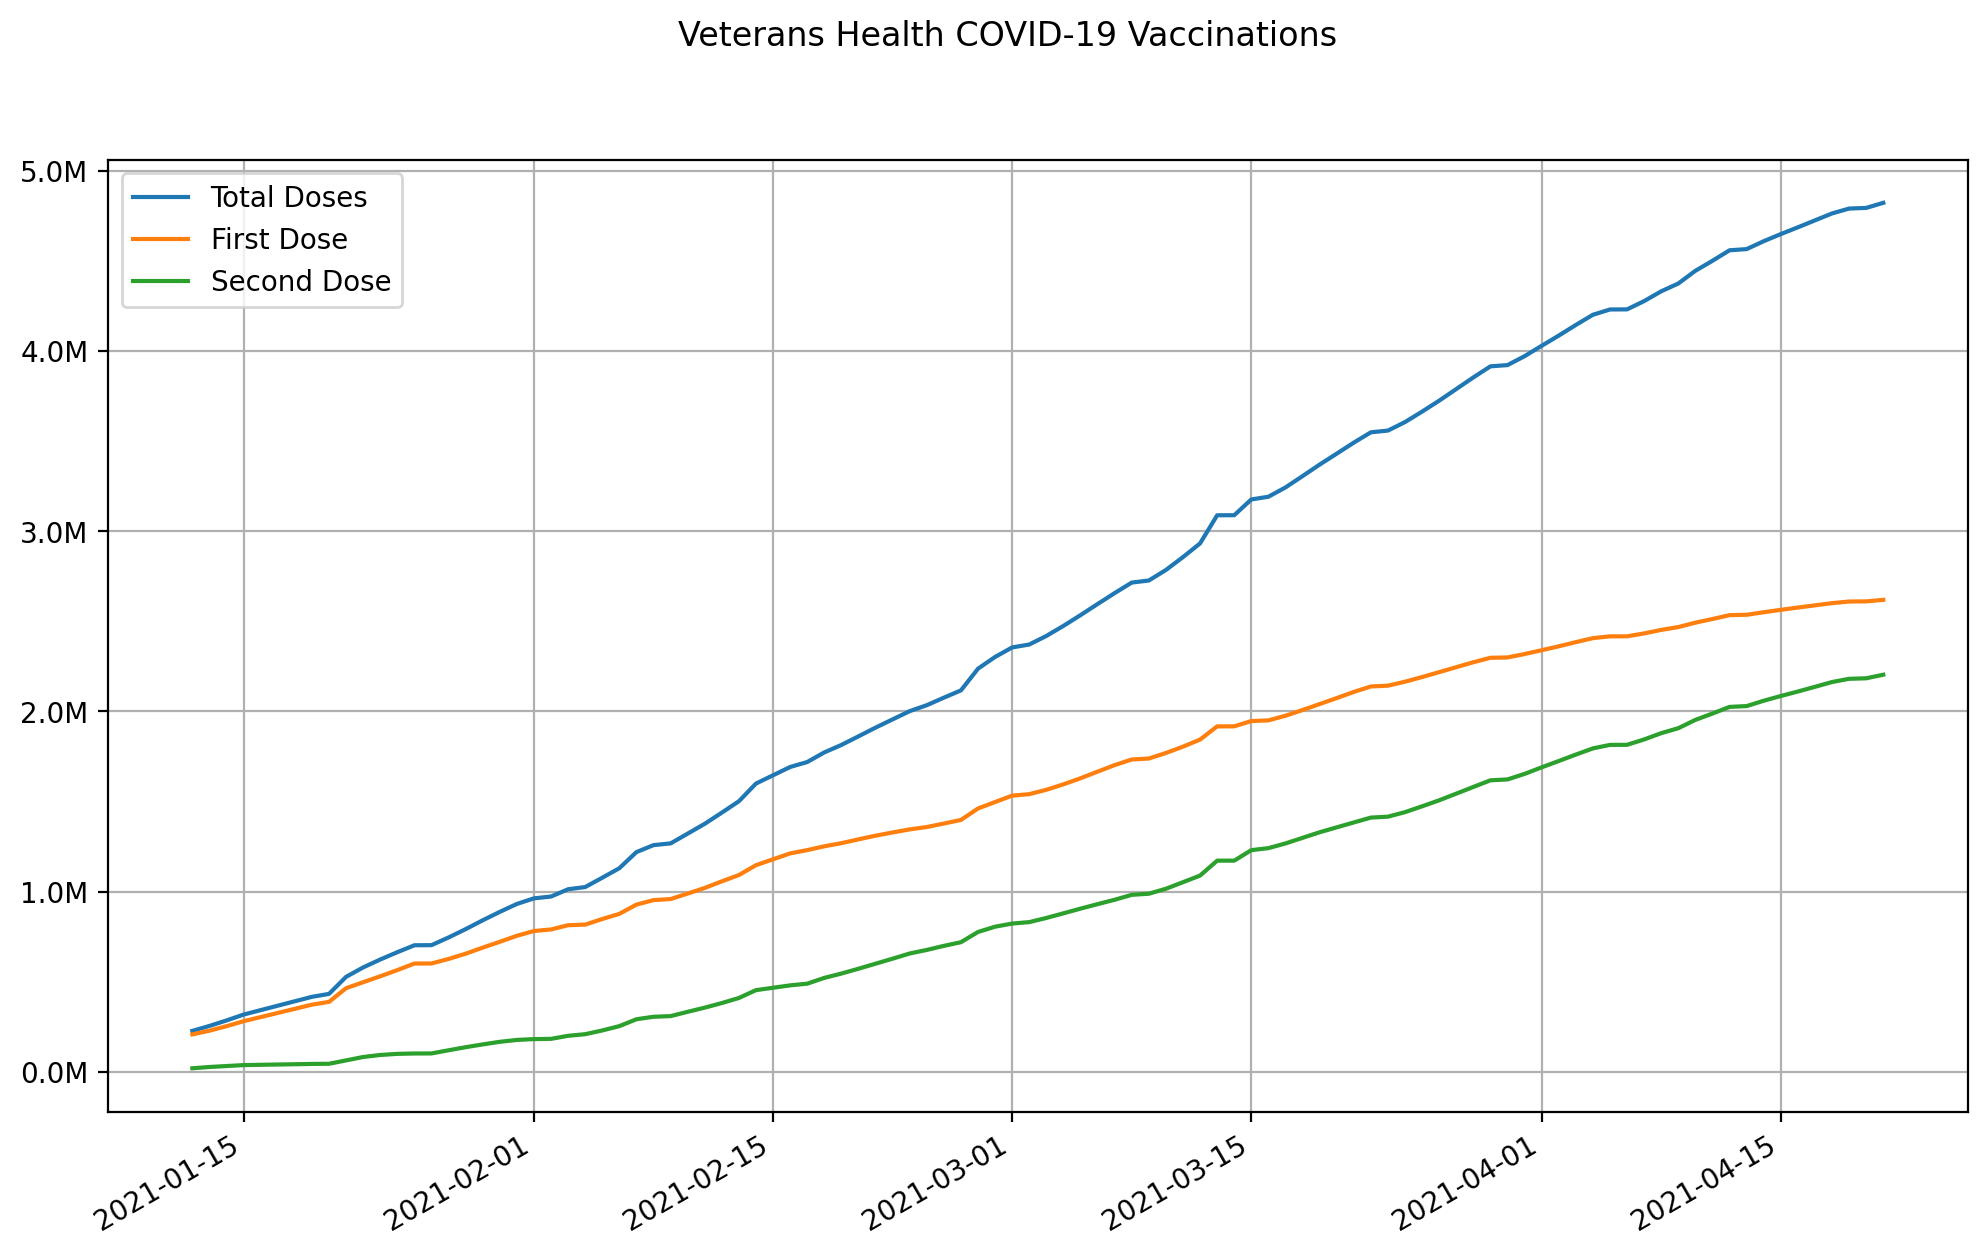 Veterans Health COVID-19 Vaccinations
5.0M
4.0M
3.0M
2.0M
1.0M
0.0M
Total Doses
First Dose
Second Dose
2021-01-15
2021-02-01
2021-02-15
2021-03-01
2021-03-15
2021-04-01
2021-04-15